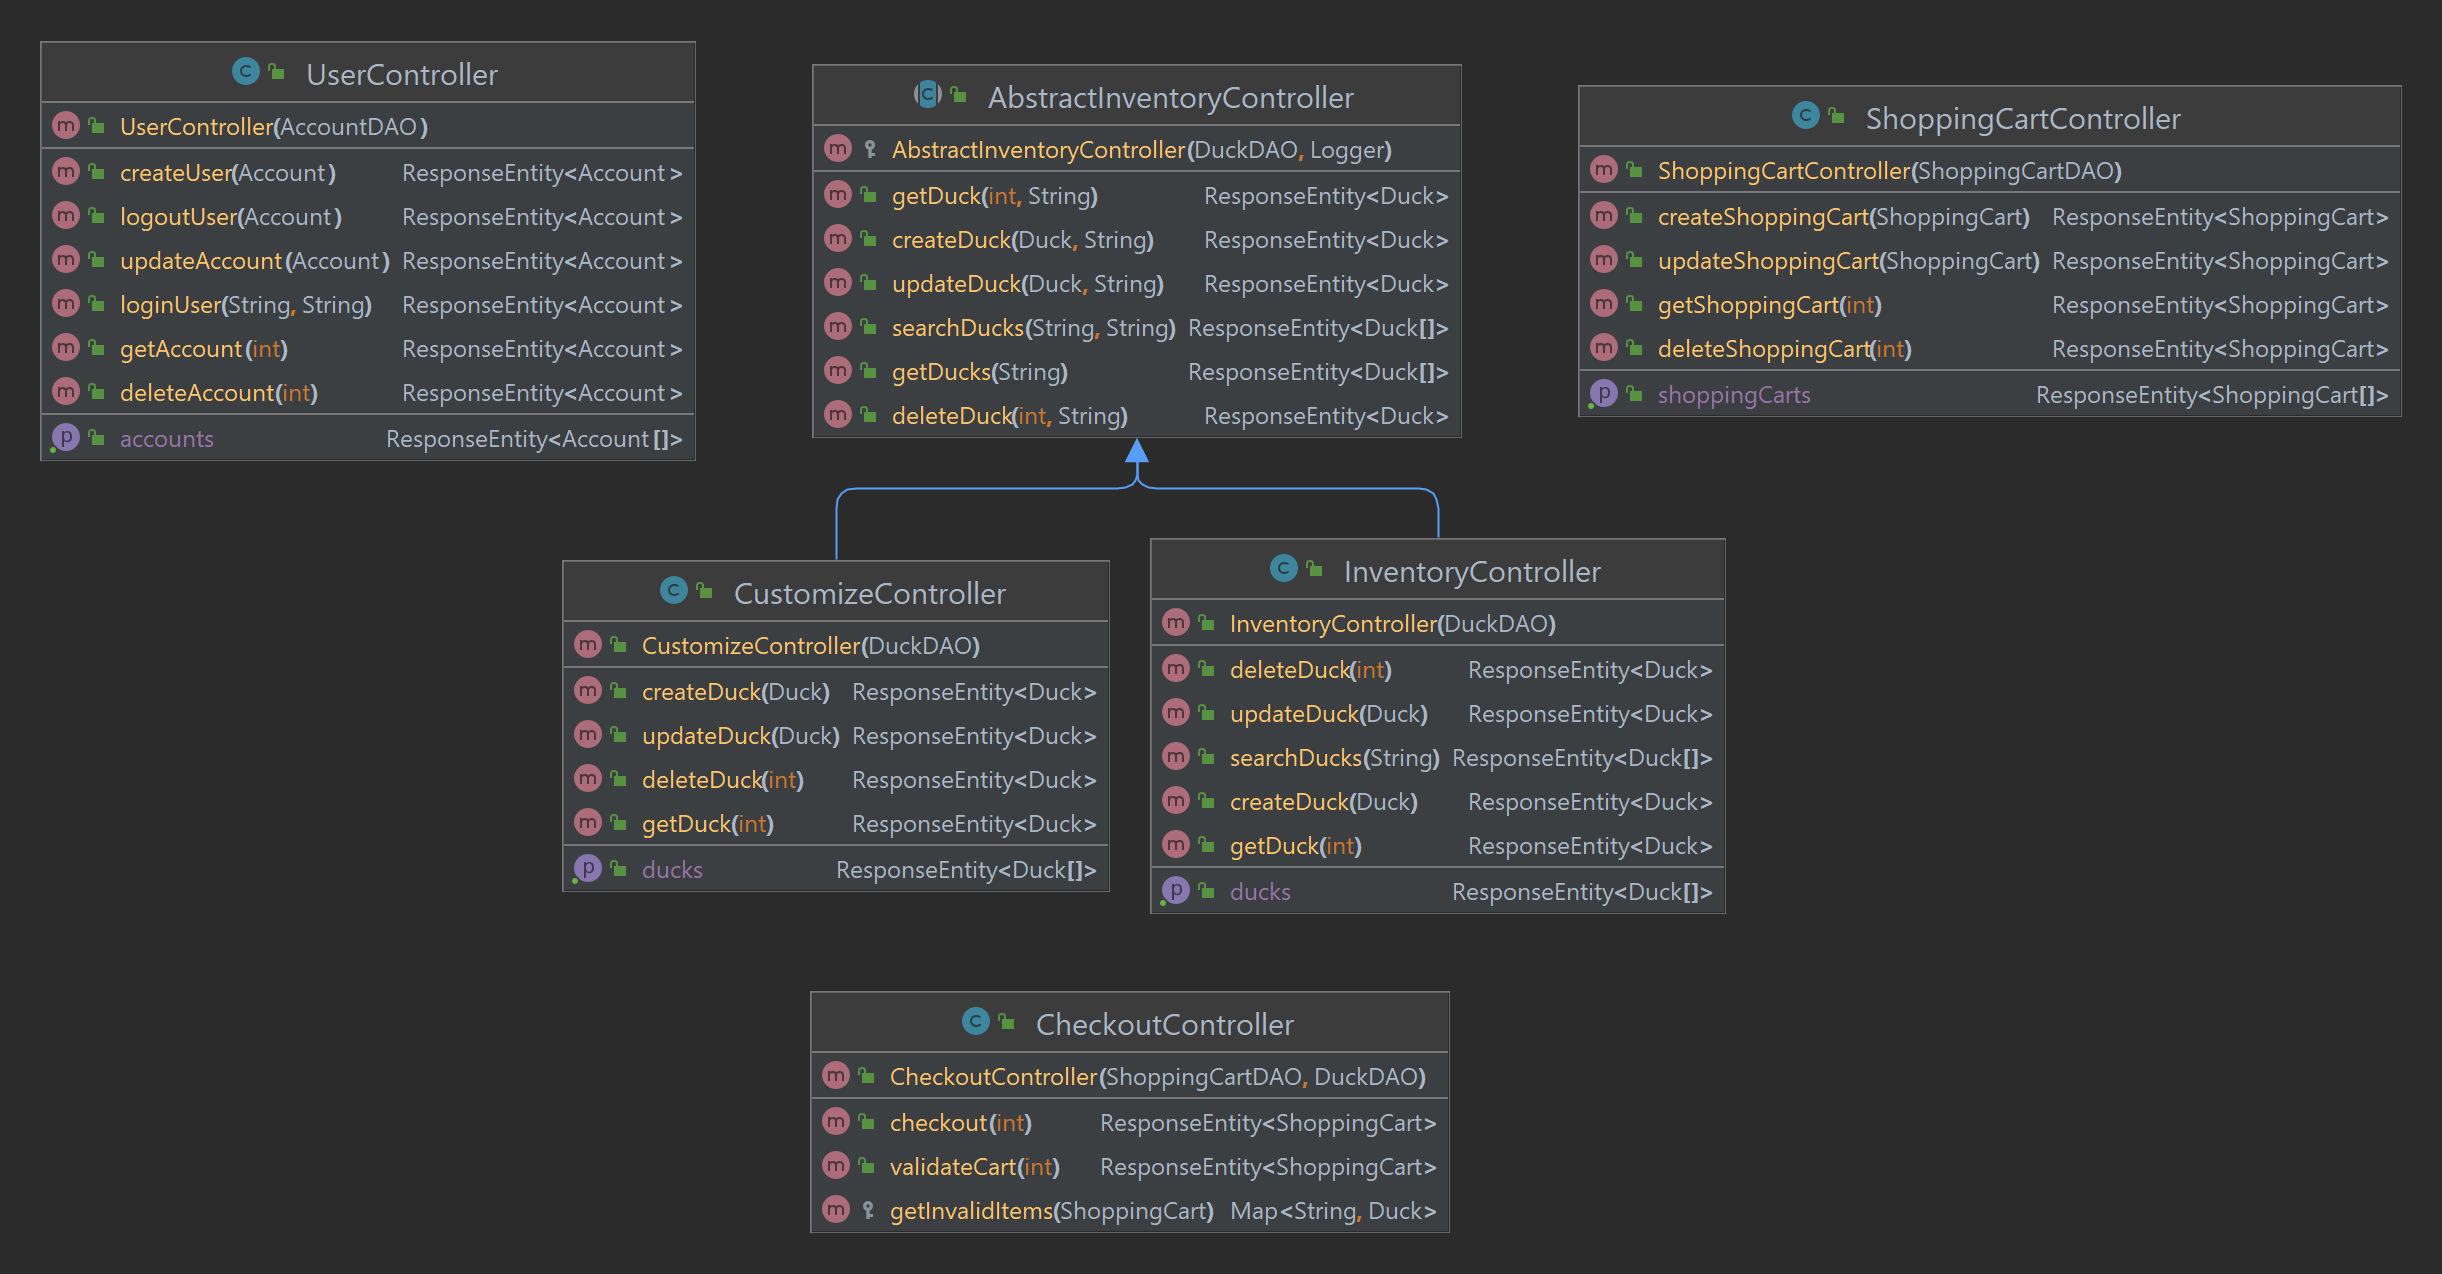 UserController
UserController(AccountDAO)
createUser(Account) ResponseEntity<Account>
logoutUser(Account) ResponseEntity<Account>
updateAccount(Account) ResponseEntity<Account>
loginUser(String, String) ResponseEntity<Account>
getAccount(int) ResponseEntity<Account>
deleteAccount(int) ResponseEntity<Account>
accounts ResponseEntity<Account[]>
AbstractInventoryController
AbstractInventoryController(DuckDAO, Logger)
getDuck(int, String) ResponseEntity<Duck>
createDuck(Duck, String) ResponseEntity<Duck>
updateDuck(Duck, String) ResponseEntity<Duck>
searchDucks(String, String) ResponseEntity<Duck[]>
getDucks(String) ResponseEntity<Duck[]>
deleteDuck(int, String) ResponseEntity<Duck>
ShoppingCartController
ShoppingCartController(ShoppingCartDAO)
createShoppingCart(ShoppingCart) ResponseEntity<ShoppingCart>
updateShoppingCart(ShoppingCart) ResponseEntity<ShoppingCart>
getShoppingCart(int) ResponseEntity<ShoppingCart>
deleteShoppingCart(int) ResponseEntity<ShoppingCart>
shoppingCarts ResponseEntity<ShoppingCart[]>
CustomizeController
CustomizeController(DuckDAO)
createDuck(Duck) ResponseEntity<Duck>
updateDuck(Duck) ResponseEntity<Duck>
deleteDuck(int) ResponseEntity<Duck>
getDuck(int) ResponseEntity<Duck>
ducks ResponseEntity<Duck[]>
InventoryController
InventoryController(DuckDAO)
deleteDuck(int) ResponseEntity<Duck>
updateDuck(Duck) ResponseEntity<Duck>
searchDucks(String) ResponseEntity<Duck[]>
createDuck(Duck) ResponseEntity<Duck>
getDuck(int) ResponseEntity<Duck>
ducks ResponseEntity<Duck[]>
CheckoutController
CheckoutController(ShoppingCartDAO, DuckDAO)
checkout(int) ResponseEntity<ShoppingCart>
validateCart(int) ResponseEntity<ShoppingCart>
getInvalidItems(ShoppingCart) Map<String, Duck>